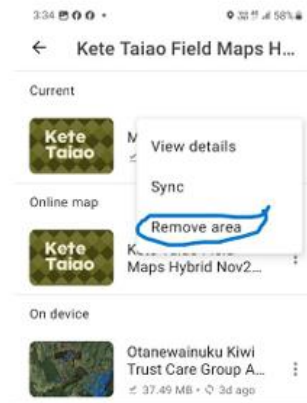 3:34
58%
Kete Taiao Field Maps H...
Current
Kete
Taiao
M
View details
Sync
Online map
Remove area
Kete
Taiao
Maps Hybrid Nov2...
On device
Otanewainuku Kiwi
Trust Care Group A...
37.49 MB • 3d ago